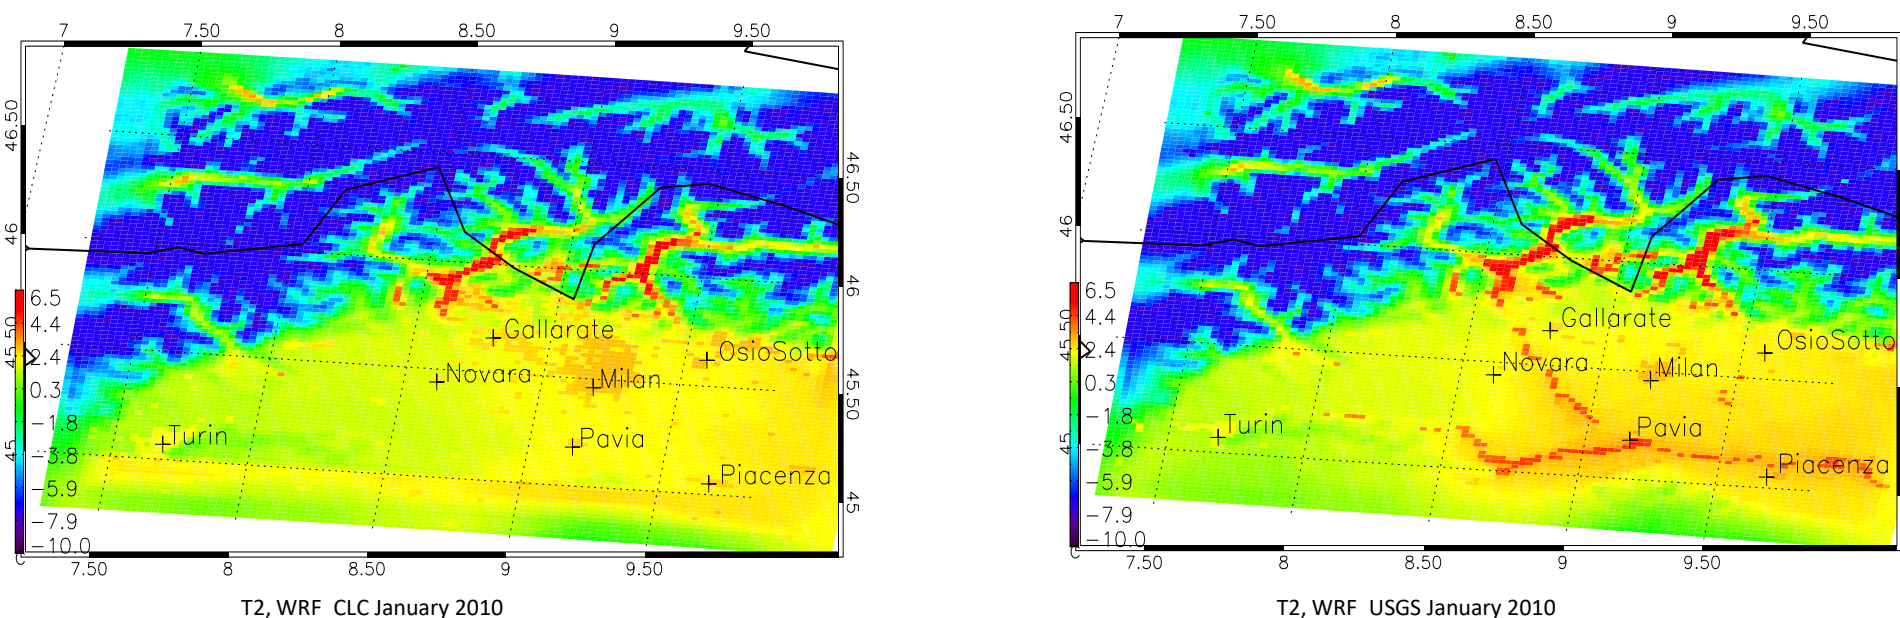 7 7.50 8 8.50 9 9.50
46.50
46
45.50
45
46.50
46
45.50
45
6.5
4.4
2.4
0.3
−1.8
−3.8
−5.9
−7.9
−10.0
C
Gallarate
OsioSotto
Novara
Milan
Turin
Pavia
Piacenza
7.50 8 8.50 9 9.50
T2, WRF CLC January 2010
7 7.50 8 8.50 9 9.50
46.50
46
45.50
45
6.5
4.4
2.4
0.3
−1.8
−3.8
−5.9
−7.9
−10.0
C
Gallarate
OsioSotto
Novara
Milan
Turin
Pavia
Piacenza
7.50 8 8.50 9 9.50
T2, WRF USGS January 2010